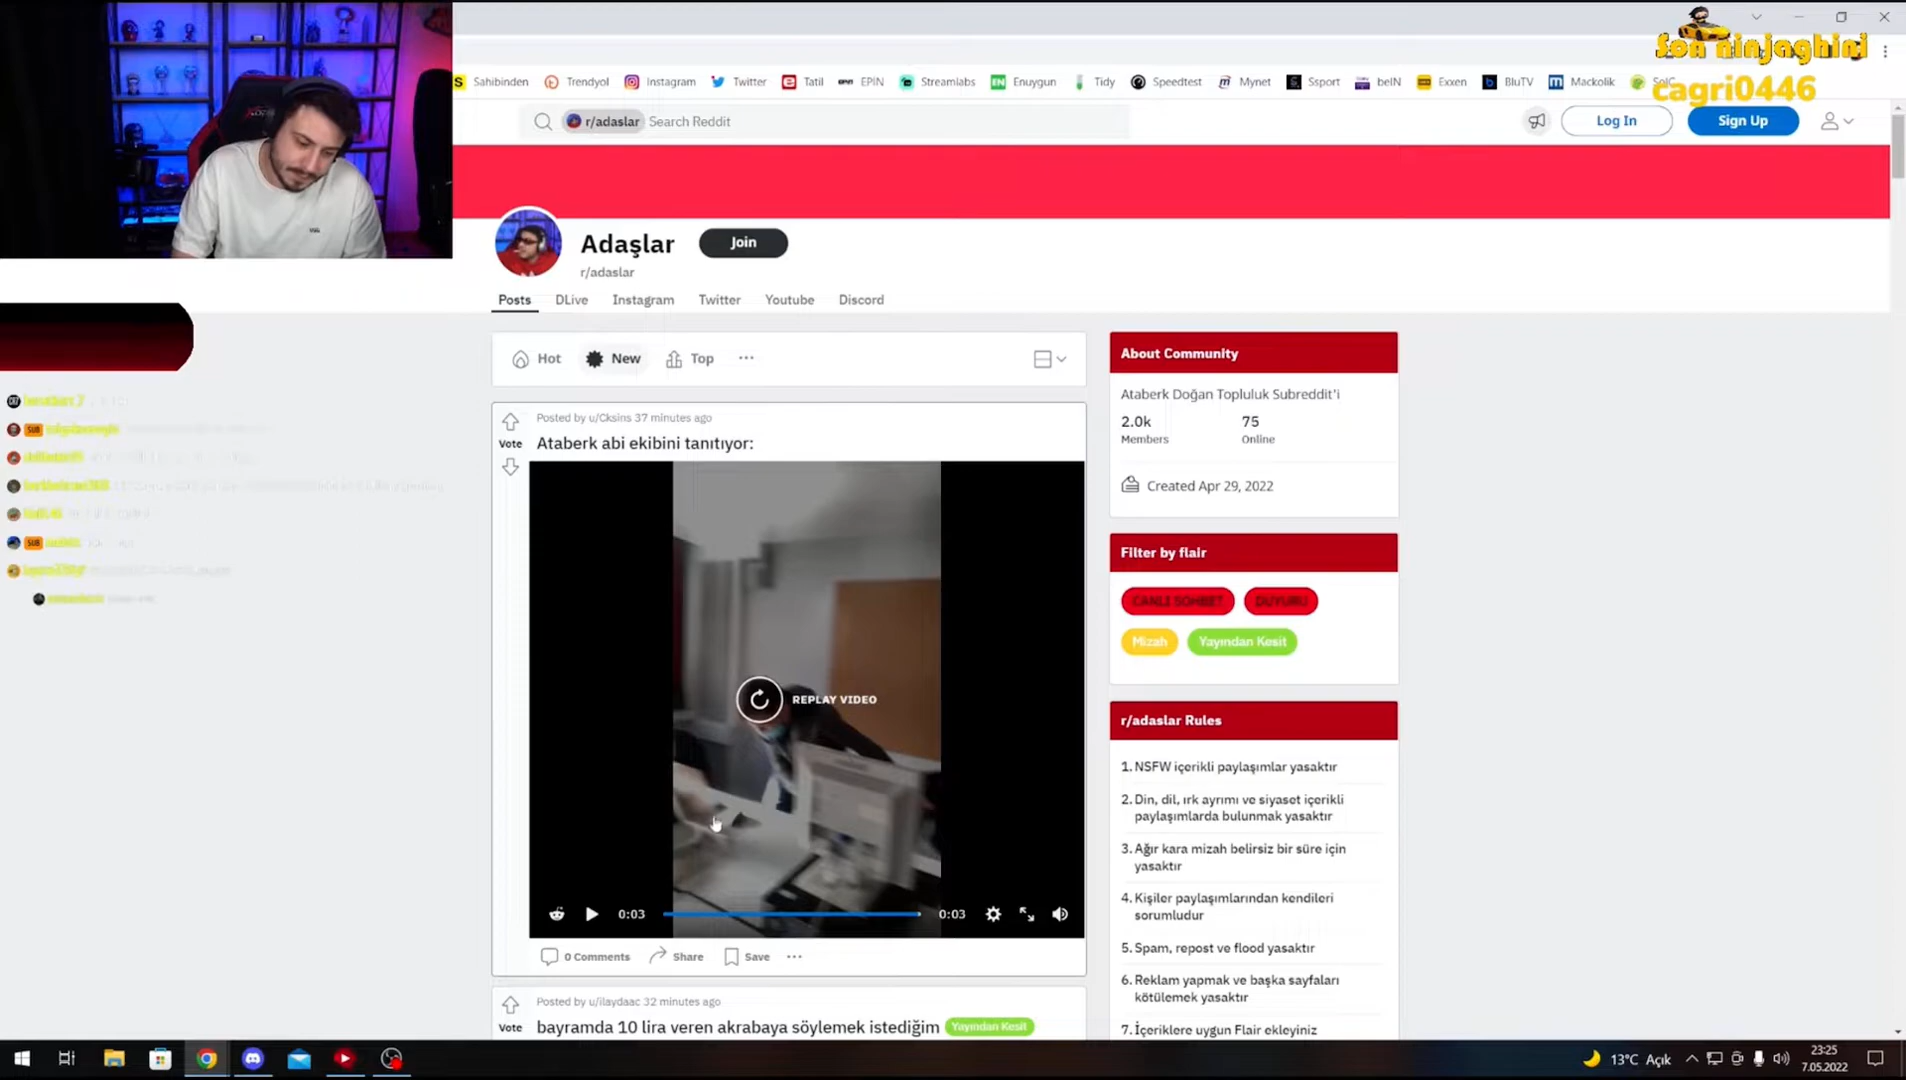 Son ninjaghini
cagri0446
Sahibinden
Trendyol
Instagram
Twitter
Tatil
EPIN
Streamlabs
Enuygun
Tidy
Speedtest
Mynet
Ssport
beIN
Exxen
BluTV
Mackolik
r/adaslar
Search Reddit
Log In
Sign Up
Adaşlar
Join
r/adaslar
Posts
DLive
Instagram
Twitter
Youtube
Discord
Hot
New
Top
Posted by u/Cksins 37 minutes ago
Vote
Ataberk abi ekibini tanıtıyor:
REPLAY VIDEO
0:03
0:03
0 Comments
Share
Save
Posted by u/ilaydaac 32 minutes ago
Vote
bayramda 10 lira veren akrabaya söylemek istediğim
Yayından Kesit
About Community
Ataberk Doğan Topluluk Subreddit'i
2.0k
75
Members
Online
Created Apr 29, 2022
Filter by flair
CANLI SOHBET
DUYURU
Mizah
Yayından Kesit
r/adaslar Rules
1. NSFW içerikli paylaşımlar yasaktır
2. Din, dil, ırk ayrımı ve siyaset içerikli
paylaşımlarda bulunmak yasaktır
3. Ağır kara mizah belirsiz bir süre için
yasaktır
4. Kişiler paylaşımlarından kendileri
sorumludur
5. Spam, repost ve flood yasaktır
6. Reklam yapmak ve başka sayfaları
kötülemek yasaktır
7. İçeriklere uygun Flair ekleyiniz
SUB
SUB
13°C Açık
23:25
7.05.2022